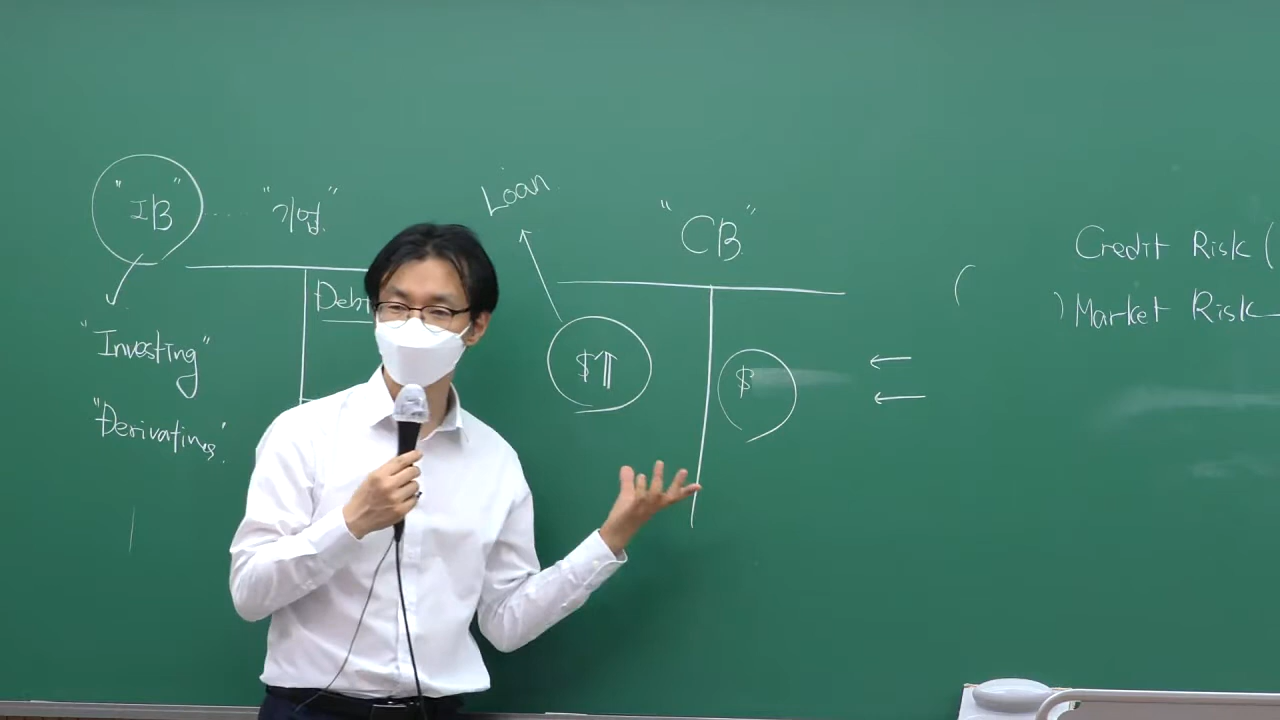 "IB"
"기업"
Debt
"Investing"
"Derivatives"
Loan
"CB"
$⇑
$
Credit Risk (
( ) Market Risk